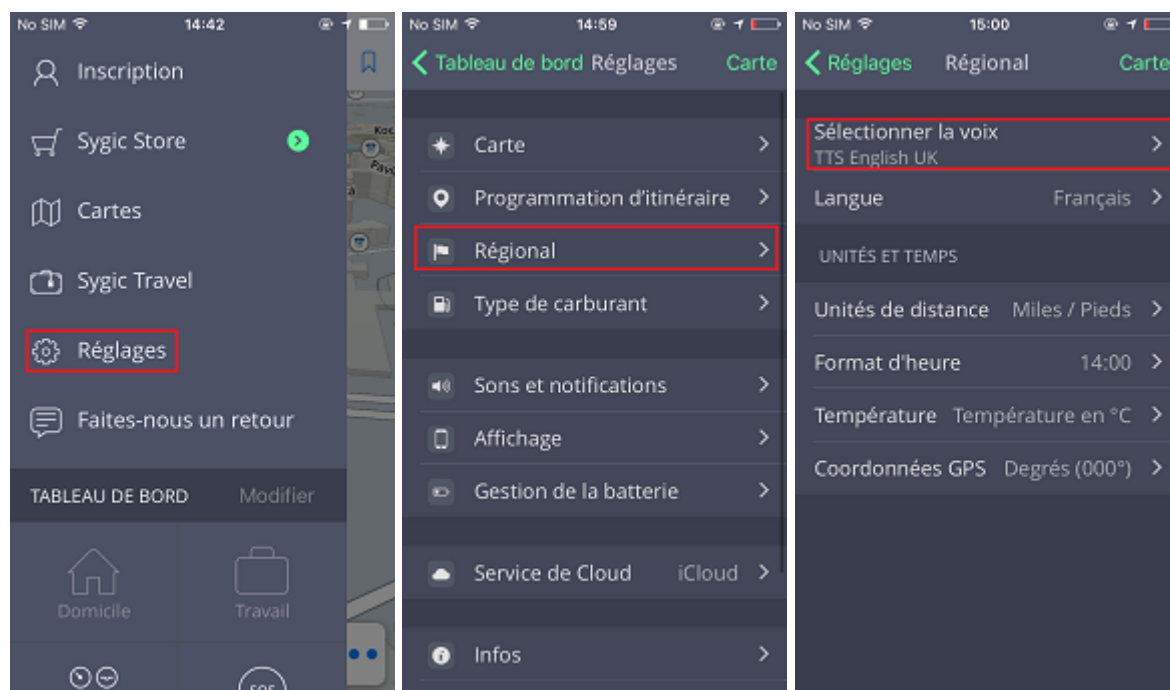 No SIM 14:42
Inscription
Sygic Store
Cartes
Sygic Travel
Réglages
Faites-nous un retour
TABLEAU DE BORD Modifier
Domicile Travail
SOS
No SIM 14:59
Tableau de bord Réglages Carte
Carte
Programmation d'itinéraire
Régional
Type de carburant
Sons et notifications
Affichage
Gestion de la batterie
Service de Cloud iCloud
Infos
No SIM 15:00
Réglages Régional Carte
Sélectionner la voix
TTS English UK
Langue Français
UNITÉS ET TEMPS
Unités de distance Miles / Pieds
Format d'heure 14:00
Température Température en °C
Coordonnées GPS Degrés (000°)